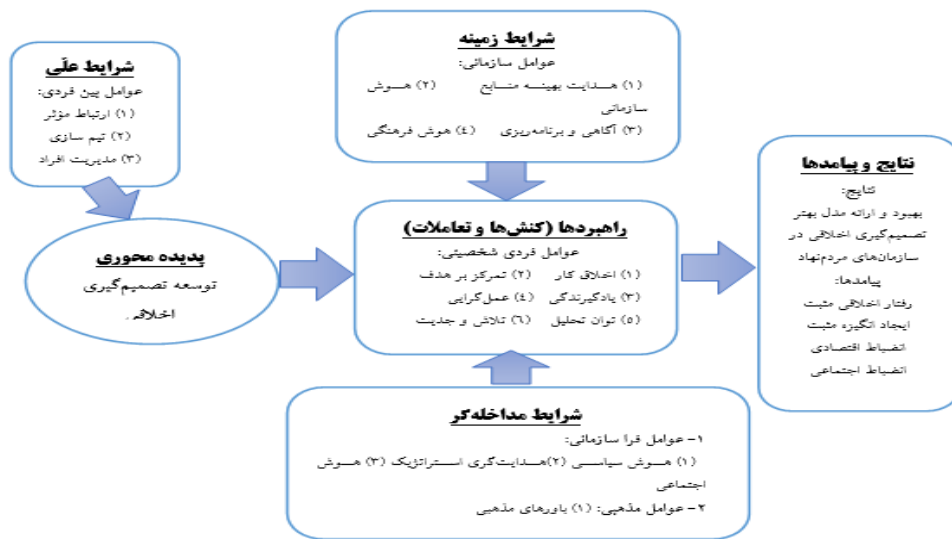 شرایط علّی
عوامل بین فردی:
(۱) ارتباط مؤثر
(۲) تیم سازی
(۳) مدیریت افراد
پدیده محوری
توسعه تصمیم‌گیری
اخلاقی.
شرایط زمینه
عوامل سازمانی:
(۱) هدایت بهینه منابع (۲) هوش
سازمانی
(۳) آگاهی و برنامه‌ریزی (۴) هوش فرهنگی
راهبردها (کنش‌ها و تعاملات)
عوامل فردی شخصیتی:
(۱) اخلاق کار (۲) تمرکز بر هدف
(۳) یادگیرندگی (۴) عمل‌گرایی
(۵) توان تحلیل (۶) تلاش و جدیت
شرایط مداخله‌گر
۱- عوامل فرا سازمانی:
(۱) هوش سیاسی (۲)هدایت‌گری استراتژیک (۳) هوش
اجتماعی
۲- عوامل مذهبی: (۱) باورهای مذهبی
نتایج و پیامدها
نتایج:
بهبود و ارائه مدل بهتر
تصمیم‌گیری اخلاقی در
سازمان‌های مردم‌نهاد
پیامدها:
رفتار اخلاقی مثبت
ایجاد انگیزه مثبت
انضباط اقتصادی
انضباط اجتماعی